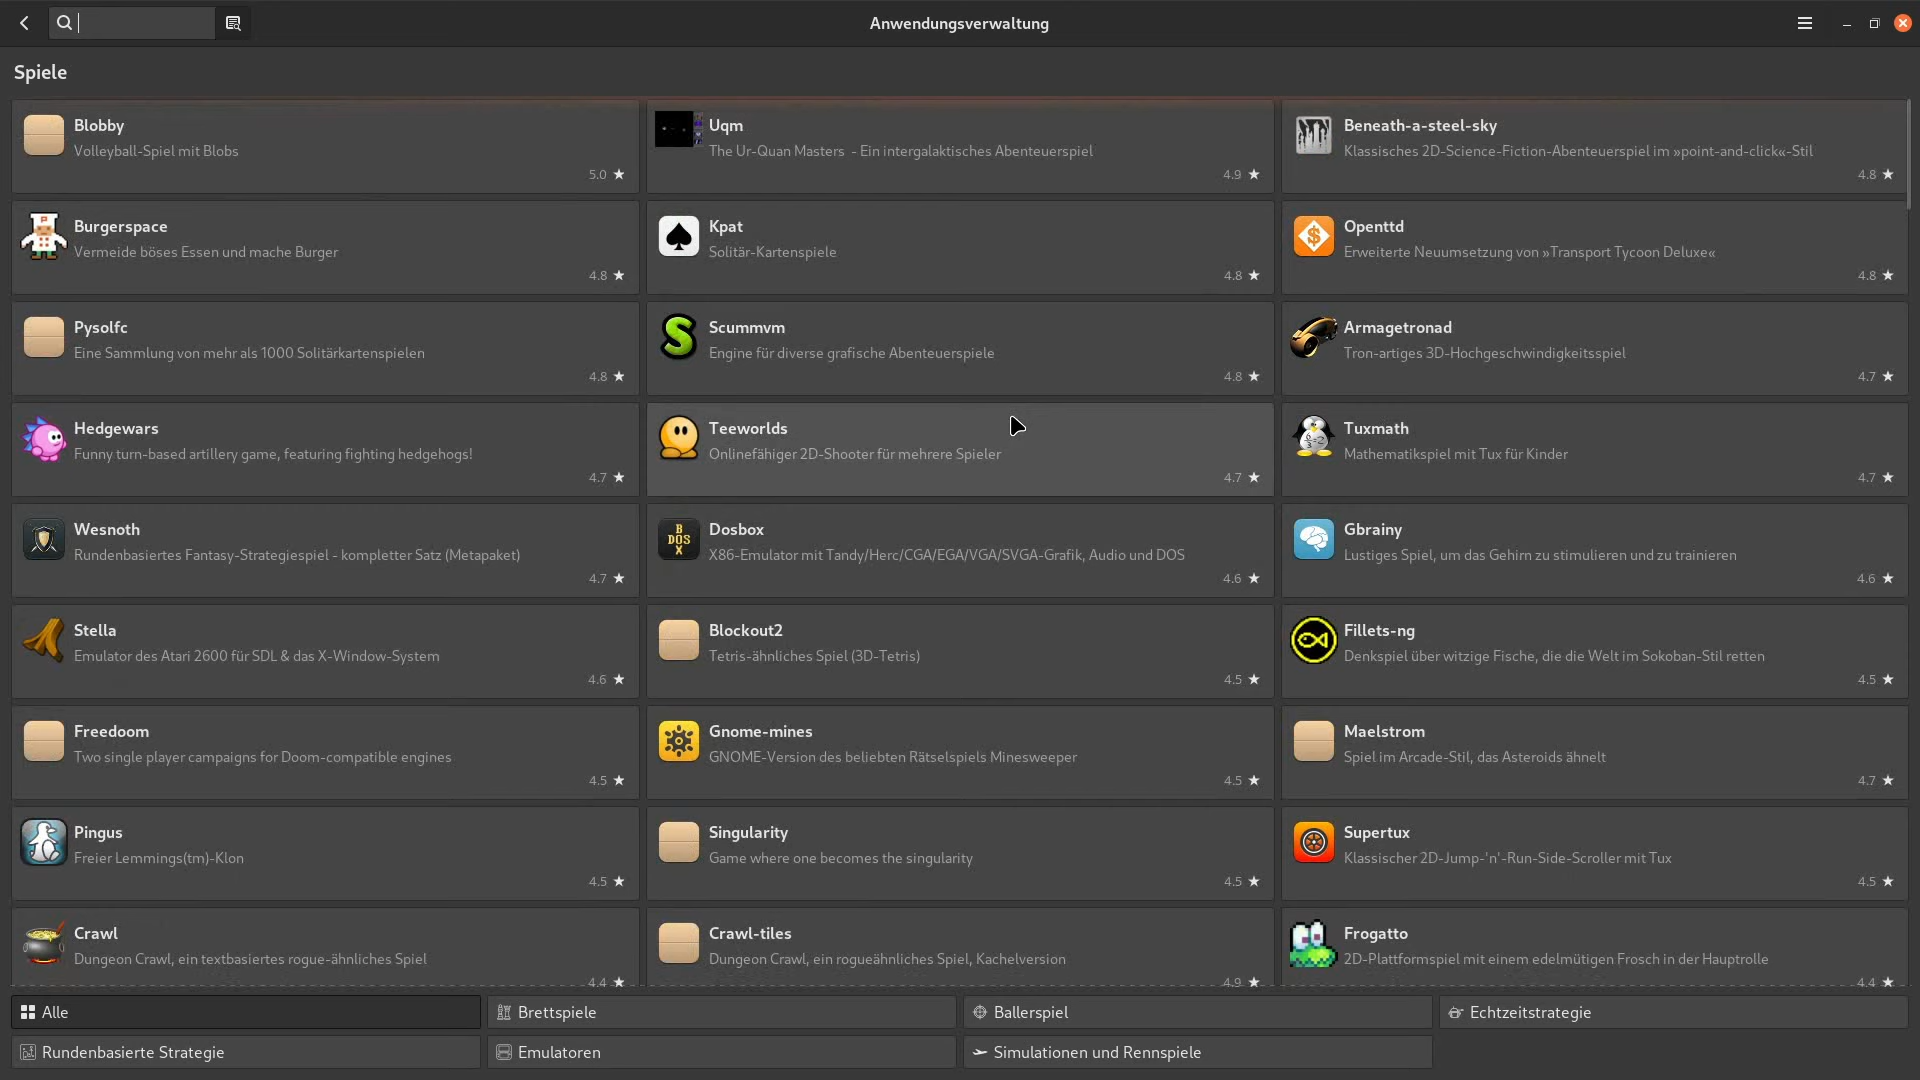 Anwendungsverwaltung
Spiele
Blobby
Volleyball-Spiel mit Blobs
5.0 ★
Uqm
The Ur-Quan Masters - Ein intergalaktisches Abenteuerspiel
4.9 ★
Beneath-a-steel-sky
Klassisches 2D-Science-Fiction-Abenteuerspiel im »point-and-click«-Stil
4.8 ★
Burgerspace
Vermeide böses Essen und mache Burger
4.8 ★
Kpat
Solitär-Kartenspiele
4.8 ★
Openttd
Erweiterte Neuumsetzung von »Transport Tycoon Deluxe«
4.8 ★
Pysolfc
Eine Sammlung von mehr als 1000 Solitärkartenspielen
4.8 ★
Scummvm
Engine für diverse grafische Abenteuerspiele
4.8 ★
Armagetronad
Tron-artiges 3D-Hochgeschwindigkeitsspiel
4.7 ★
Hedgewars
Funny turn-based artillery game, featuring fighting hedgehogs!
4.7 ★
Teeworlds
Onlinefähiger 2D-Shooter für mehrere Spieler
4.7 ★
Tuxmath
Mathematikspiel mit Tux für Kinder
4.7 ★
Wesnoth
Rundenbasiertes Fantasy-Strategiespiel - kompletter Satz (Metapaket)
4.7 ★
Dosbox
X86-Emulator mit Tandy/Herc/CGA/EGA/VGA/SVGA-Grafik, Audio und DOS
4.6 ★
Gbrainy
Lustiges Spiel, um das Gehirn zu stimulieren und zu trainieren
4.6 ★
Stella
Emulator des Atari 2600 für SDL & das X-Window-System
4.6 ★
Blockout2
Tetris-ähnliches Spiel (3D-Tetris)
4.5 ★
Fillets-ng
Denkspiel über witzige Fische, die die Welt im Sokoban-Stil retten
4.5 ★
Freedoom
Two single player campaigns for Doom-compatible engines
4.5 ★
Gnome-mines
GNOME-Version des beliebten Rätselspiels Minesweeper
4.5 ★
Maelstrom
Spiel im Arcade-Stil, das Asteroids ähnelt
4.7 ★
Pingus
Freier Lemmings(tm)-Klon
4.5 ★
Singularity
Game where one becomes the singularity
4.5 ★
Supertux
Klassischer 2D-Jump-'n'-Run-Side-Scroller mit Tux
4.5 ★
Crawl
Dungeon Crawl, ein textbasiertes rogue-ähnliches Spiel
4.4 ★
Crawl-tiles
Dungeon Crawl, ein rogueähnliches Spiel, Kachelversion
4.9 ★
Frogatto
2D-Plattformspiel mit einem edelmütigen Frosch in der Hauptrolle
4.4 ★
Alle
Brettspiele
Ballerspiel
Echtzeitstrategie
Rundenbasierte Strategie
Emulatoren
Simulationen und Rennspiele